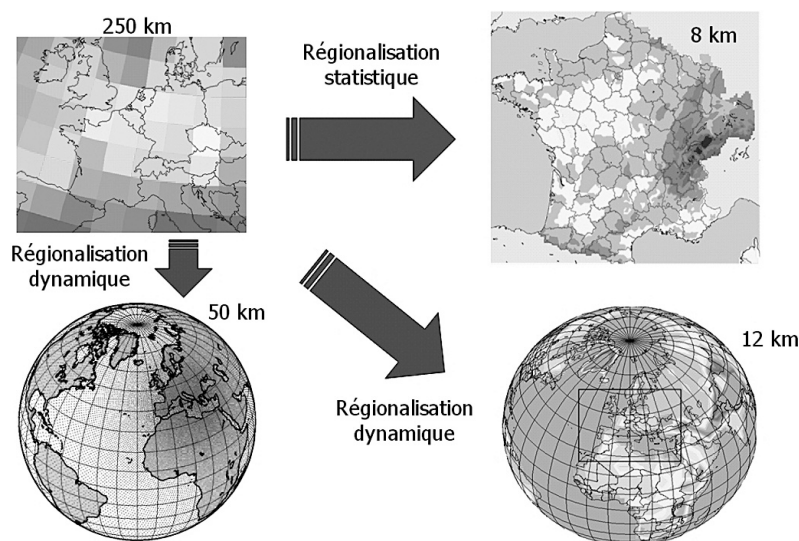 250 km
Régionalisation
statistique
8 km
Régionalisation
dynamique
50 km
Régionalisation
dynamique
12 km